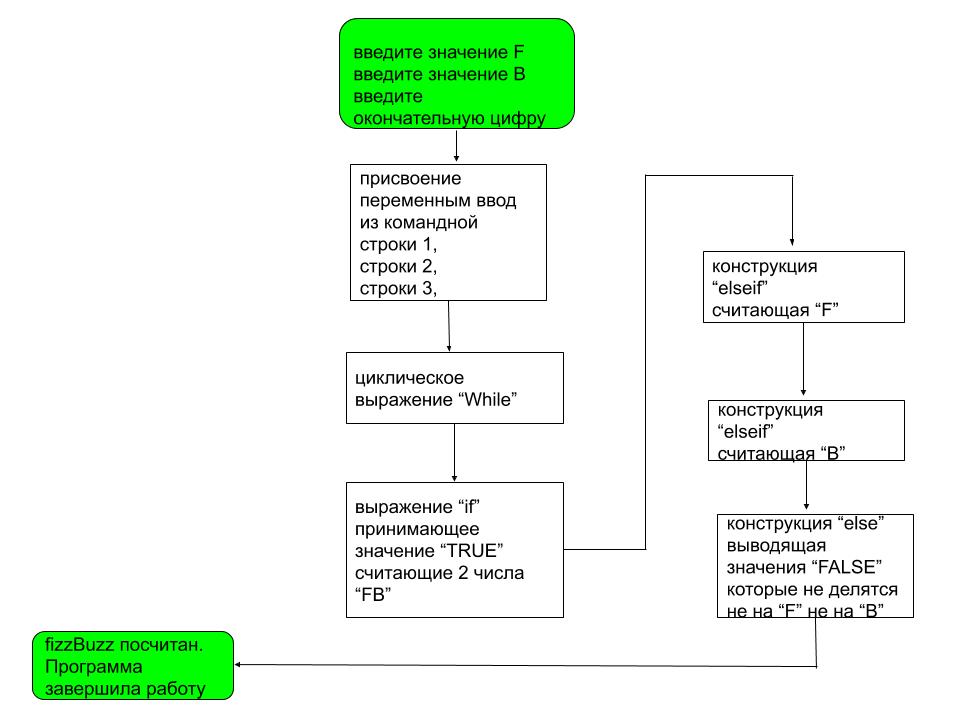 введите значение F
введите значение B
введите
окончательную цифру
присвоение
переменным ввод
из командной
строки 1,
строки 2,
строки 3,
циклическое
выражение “While”
выражение “if”
принимающее
значение “TRUE”
считающие 2 числа
“FB”
конструкция
“elseif”
считающая “F”
конструкция
“elseif”
считающая “B”
конструкция “else”
выводящая
значения “FALSE”
которые не делятся
не на “F” не на “B”
fizzBuzz посчитан.
Программа
завершила работу